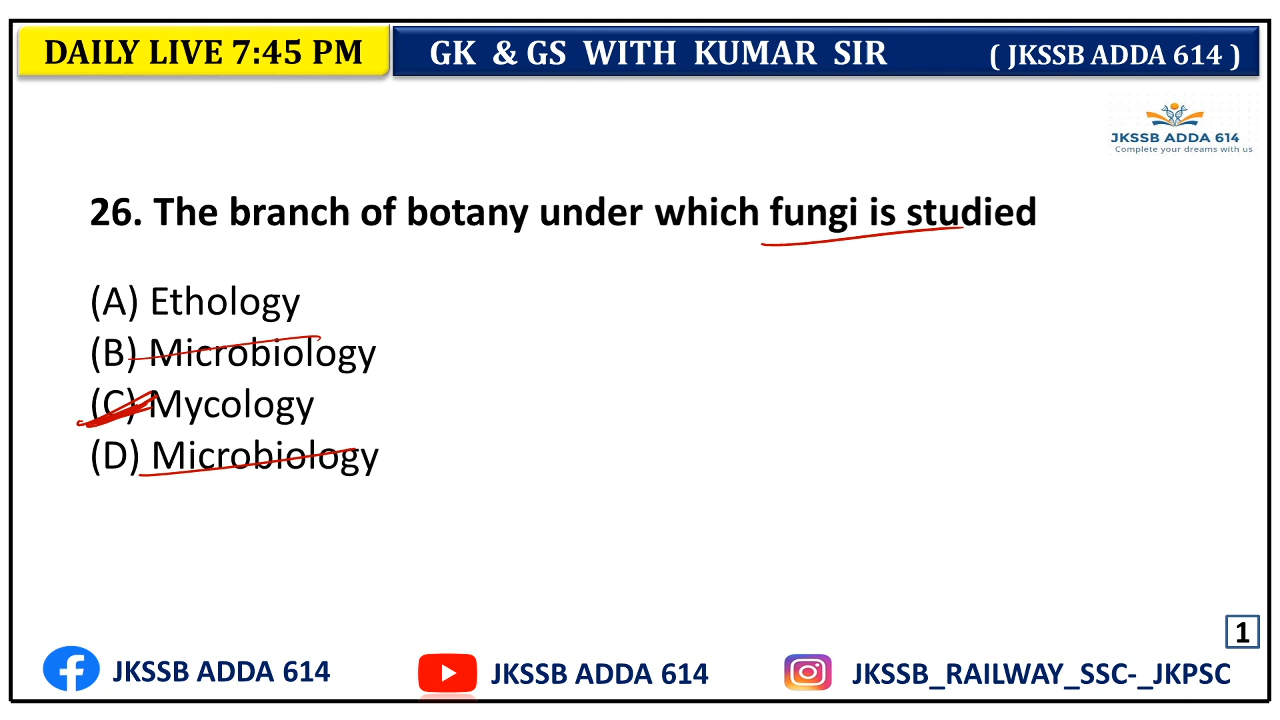 DAILY LIVE 7:45 PM
GK & GS WITH KUMAR SIR ( JKSSB ADDA 614 )
JKSSB ADDA 614
Complete your dreams with us
26. The branch of botany under which fungi is studied
(A) Ethology
(B) Microbiology
(C) Mycology
(D) Microbiology
1
JKSSB ADDA 614
JKSSB ADDA 614
JKSSB_RAILWAY_SSC-_JKPSC